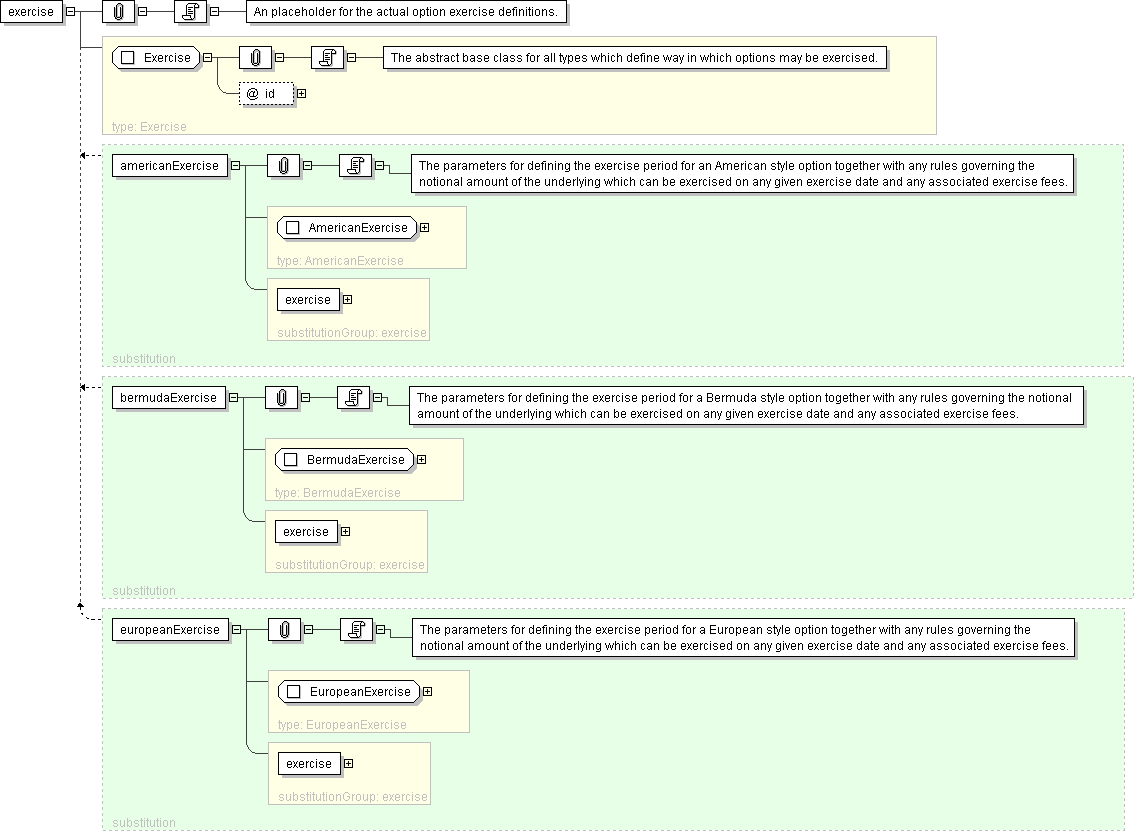 exercise
An placeholder for the actual option exercise definitions.
Exercise
The abstract base class for all types which define way in which options may be exercised.
@ id
type: Exercise
americanExercise
The parameters for defining the exercise period for an American style option together with any rules governing the
notional amount of the underlying which can be exercised on any given exercise date and any associated exercise fees.
AmericanExercise
type: AmericanExercise
exercise
substitutionGroup: exercise
substitution
bermudaExercise
The parameters for defining the exercise period for a Bermuda style option together with any rules governing the notional
amount of the underlying which can be exercised on any given exercise date and any associated exercise fees.
BermudaExercise
type: BermudaExercise
exercise
substitutionGroup: exercise
substitution
europeanExercise
The parameters for defining the exercise period for a European style option together with any rules governing the
notional amount of the underlying which can be exercised on any given exercise date and any associated exercise fees.
EuropeanExercise
type: EuropeanExercise
exercise
substitutionGroup: exercise
substitution